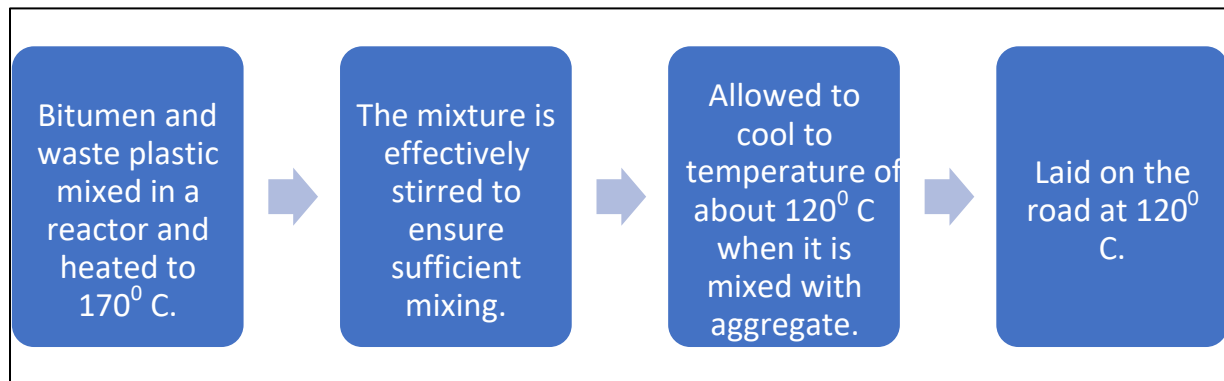 Bitumen and
waste plastic
mixed in a
reactor and
heated to
170⁰ C.
The mixture is
effectively
stirred to
ensure
sufficient
mixing.
Allowed to
cool to
temperature of
about 120⁰ C
when it is
mixed with
aggregate.
Laid on the
road at 120⁰
C.